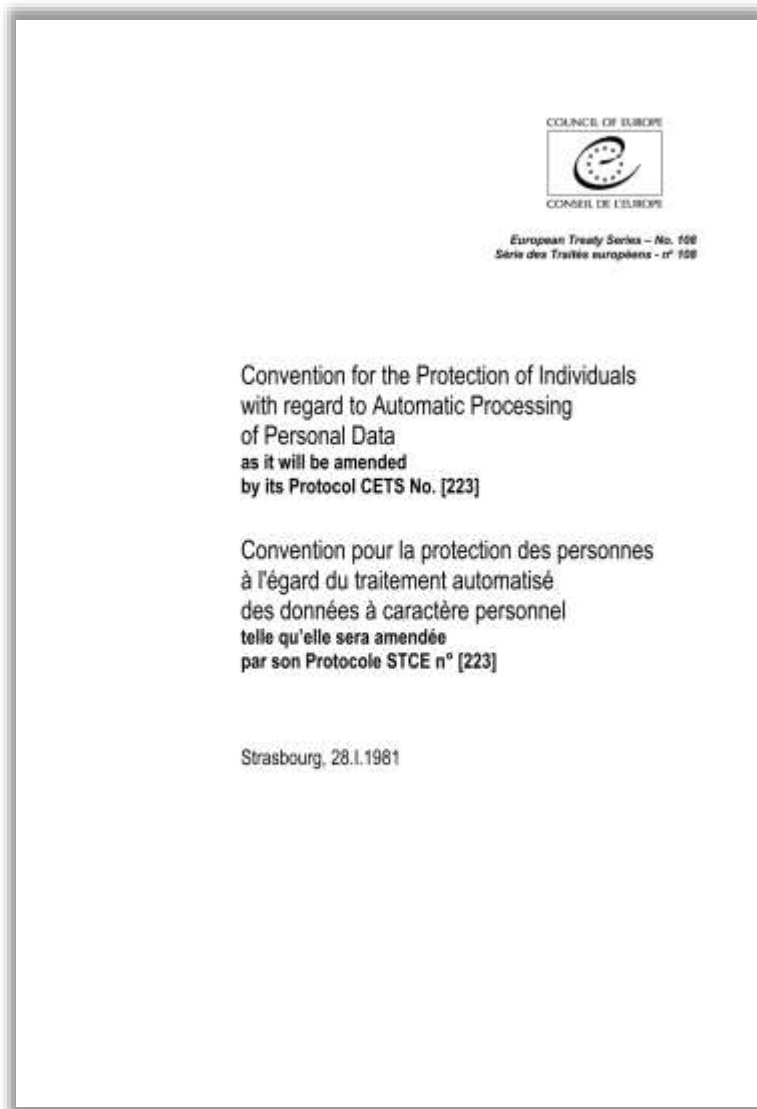 COUNCIL OF EUROPE
CONSEIL DE L'EUROPE
European Treaty Series – No. 108
Série des Traités européens - n° 108
Convention for the Protection of Individuals
with regard to Automatic Processing
of Personal Data
as it will be amended
by its Protocol CETS No. [223]
Convention pour la protection des personnes
à l'égard du traitement automatisé
des données à caractère personnel
telle qu'elle sera amendée
par son Protocole STCE n° [223]
Strasbourg, 28.I.1981